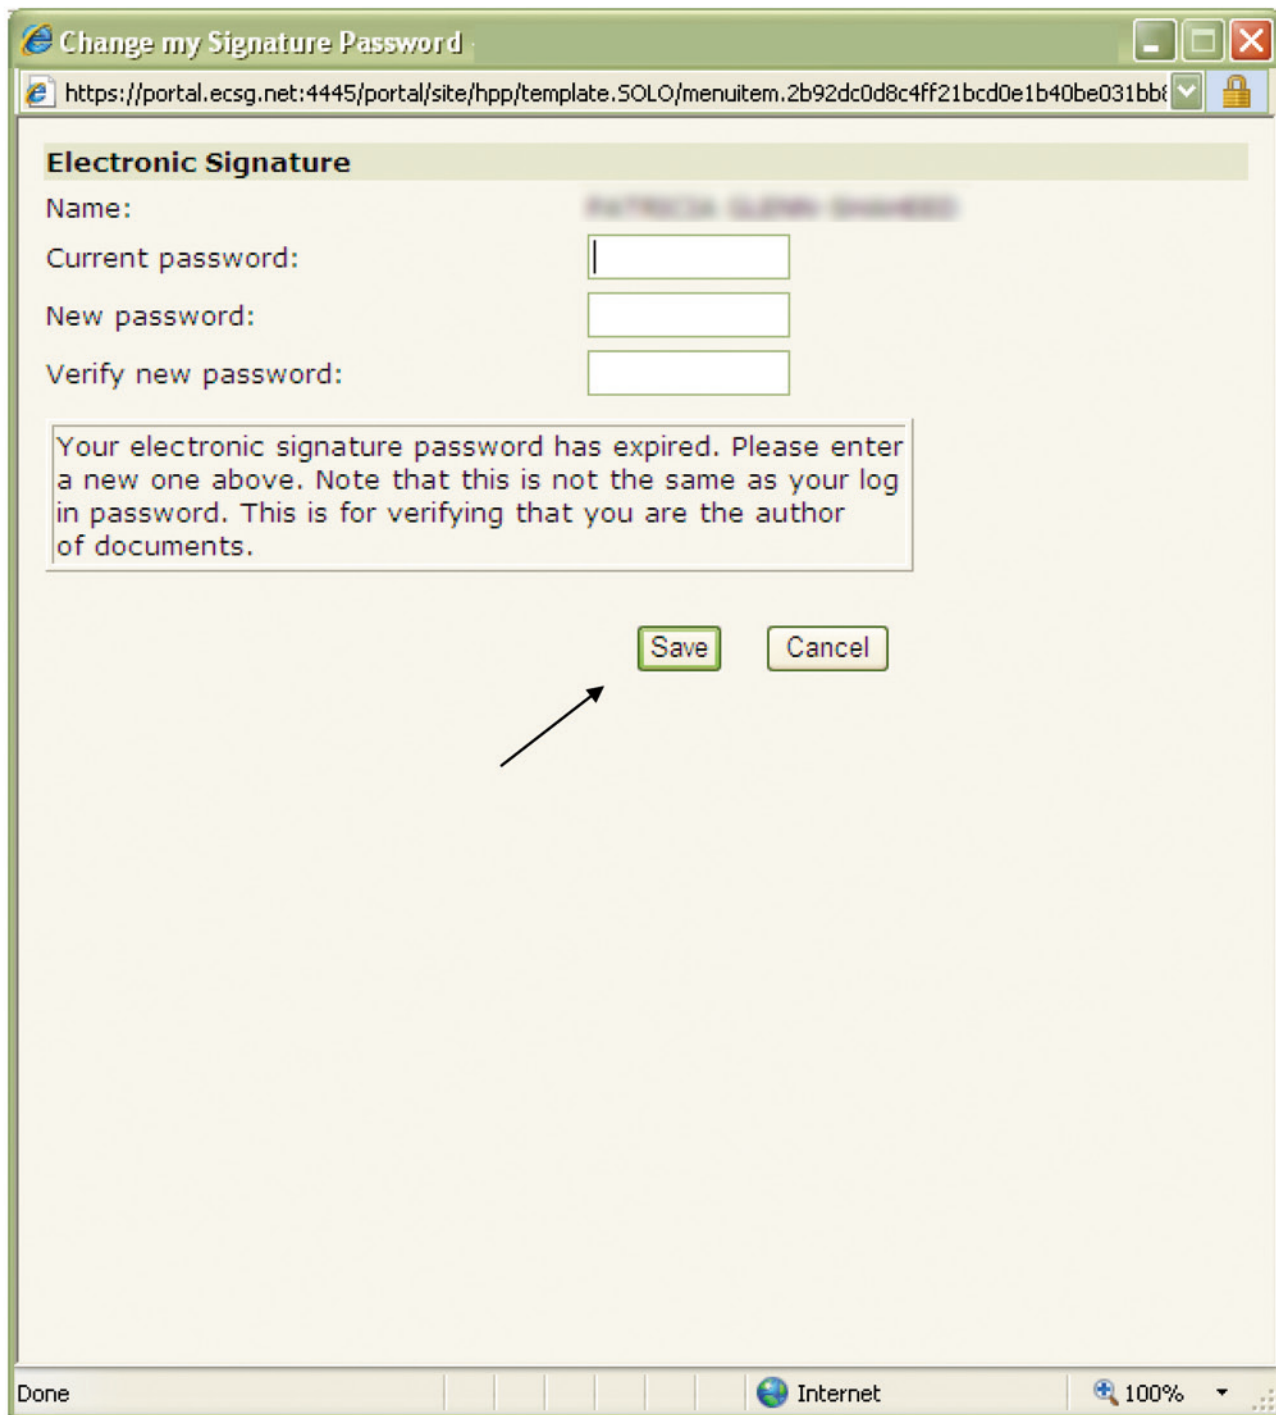 Change my Signature Password
https://portal.ecsg.net:4445/portal/site/hpp/template.SOLO/menuitem.2b92dc0d8c4ff21bcd0e1b40be031bb8
Electronic Signature
Name:
Current password:
New password:
Verify new password:
Your electronic signature password has expired. Please enter
a new one above. Note that this is not the same as your log
in password. This is for verifying that you are the author
of documents.
Save Cancel
Done Internet 100%